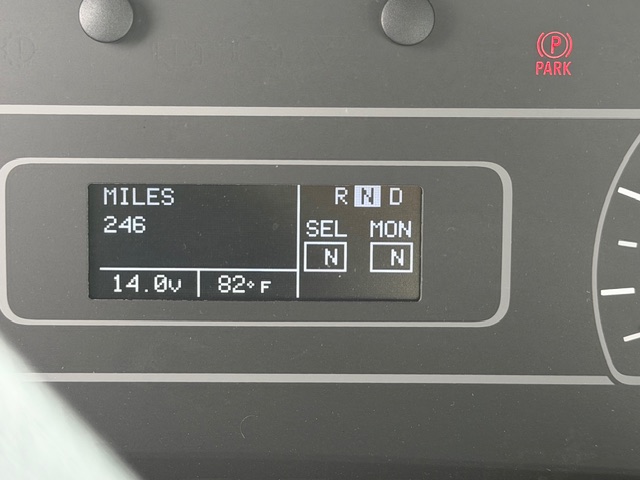 PARK
MILES
246
R N D
SEL MON
N N
14.0v 82°F